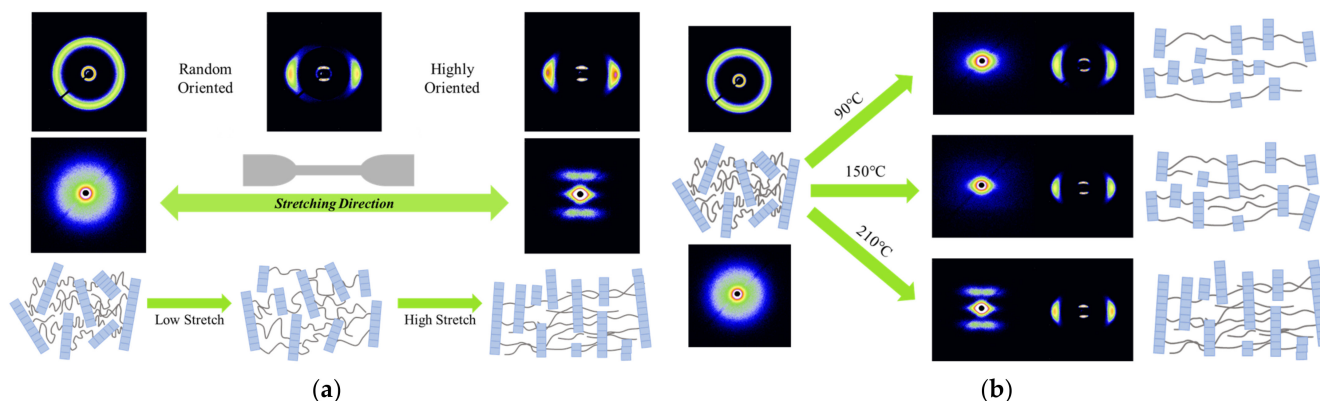 Random
Oriented
Highly
Oriented
Stretching Direction
Low Stretch
High Stretch
(a)
90℃
150℃
210℃
(b)